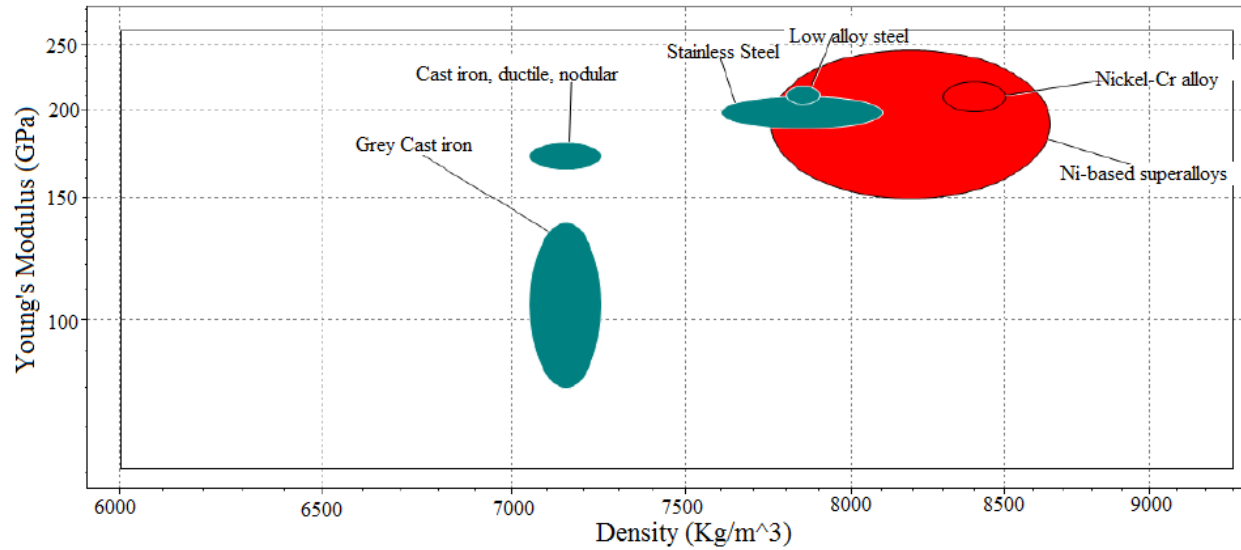 Low alloy steel
250
Stainless Steel
Cast iron, ductile, nodular
Nickel-Cr alloy
200
Grey Cast iron
Ni-based superalloys
150
Young's Modulus (GPa)
100
6000 6500 7000 7500 8000 8500 9000
Density (Kg/m^3)